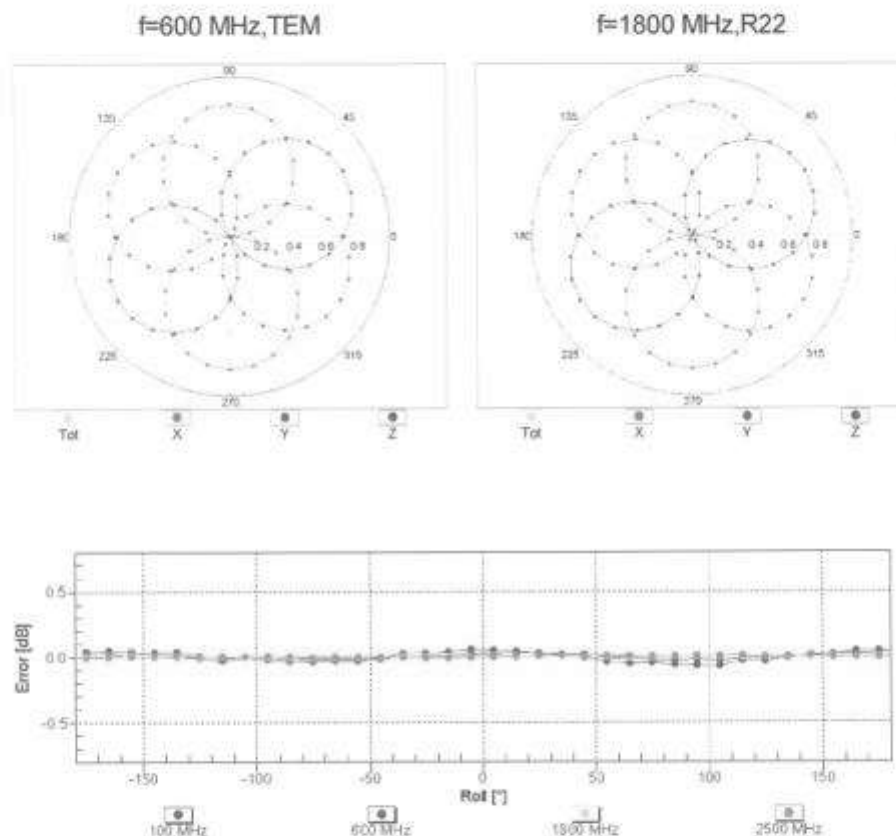 f=600 MHz,TEM
f=1800 MHz,R22
90
135 45
180 0.2 0.4 0.6 0.8 0
225 315
270
Tot X Y Z
90
135 45
180 0.2 0.4 0.6 0.8 0
225 315
270
Tot X Y Z
Error [dB]
0.5
0.0
-0.5
-150 -100 -50 0 50 100 150
Roll [°]
100 MHz 600 MHz 1800 MHz 2500 MHz